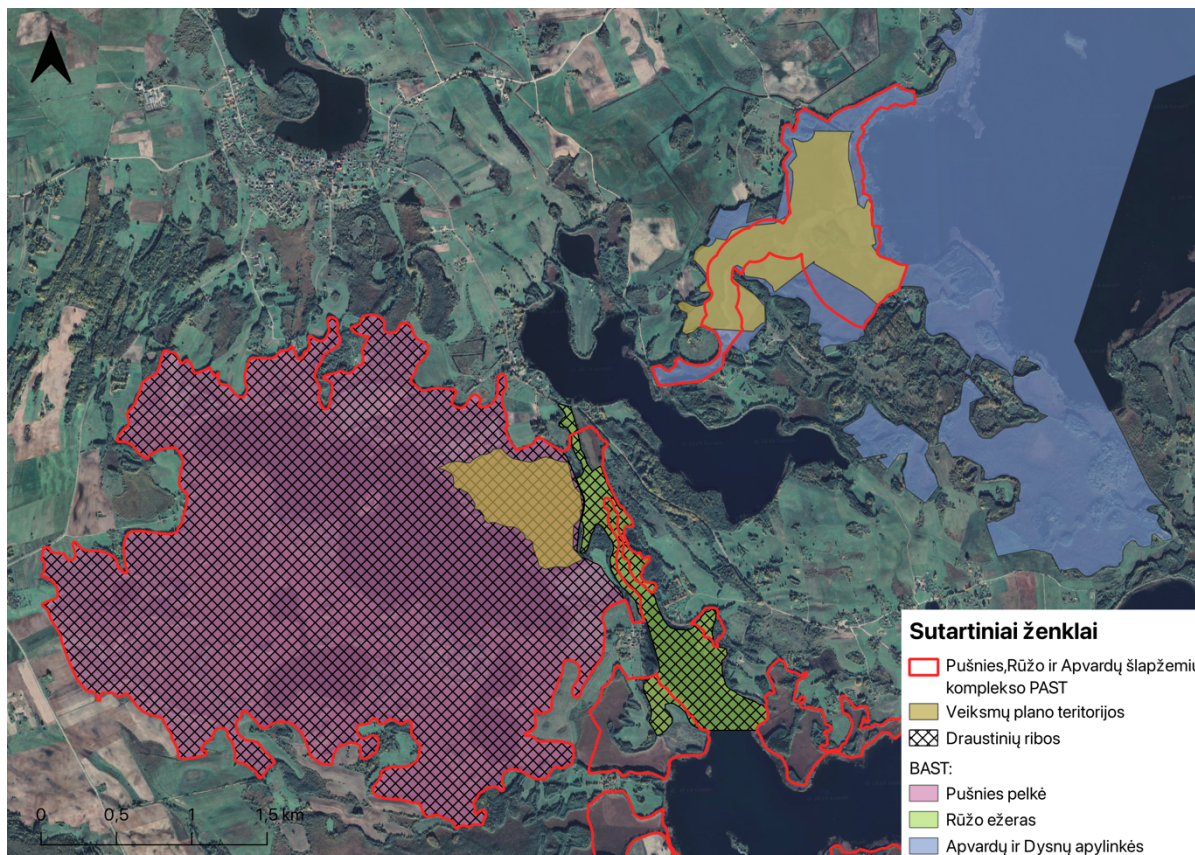 Sutartiniai ženklai
Pušnies,Rūžo ir Apvardų šlapžemių
komplekso PAST
Veiksmų plano teritorijos
Draustinių ribos
BAST:
Pušnies pelkė
Rūžo ežeras
Apvardų ir Dysnų apylinkės
0 0,5 1 1,5 km